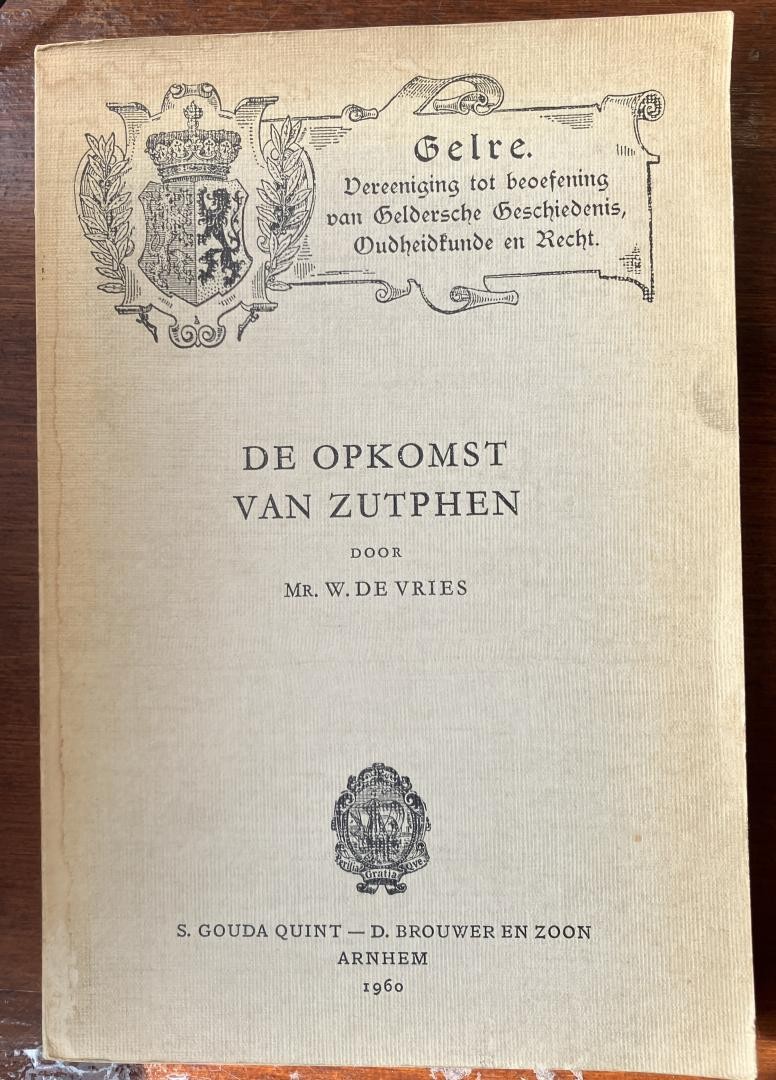 Gelre.
Vereeniging tot beoefening
van Geldersche Geschiedenis,
Oudheidkunde en Recht.
DE OPKOMST
VAN ZUTPHEN
DOOR
MR. W. DE VRIES
Gratia
S. GOUDA QUINT — D. BROUWER EN ZOON
ARNHEM
1960